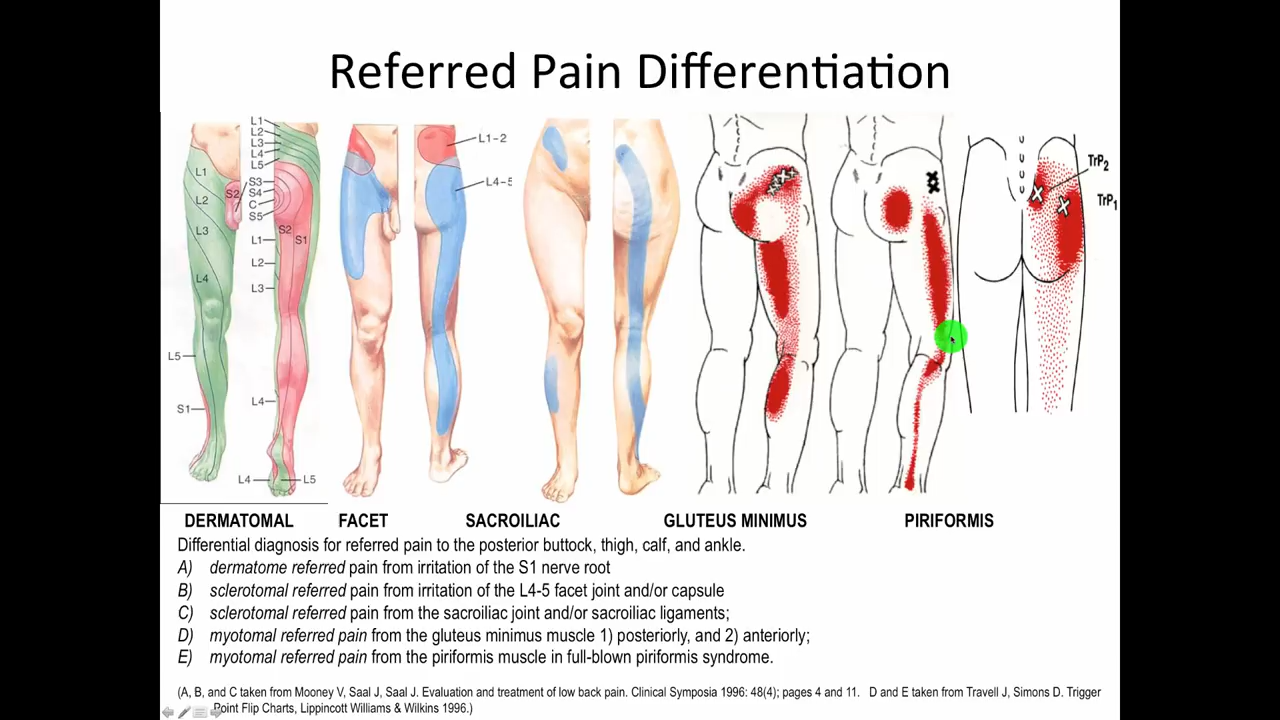 Referred Pain Differentiation
L1
L2
L3
L4
L5
S3
S4
C
S5
L1
L2
L3
L4
S2
L1
L2
L3
S2
S1
L5
S1
L4
L4
L5
L1-2
L4-5
TrP2
TrP1
DERMATOMAL FACET SACROILIAC GLUTEUS MINIMUS PIRIFORMIS
Differential diagnosis for referred pain to the posterior buttock, thigh, calf, and ankle.
A) dermatome referred pain from irritation of the S1 nerve root
B) sclerotomal referred pain from irritation of the L4-5 facet joint and/or capsule
C) sclerotomal referred pain from the sacroiliac joint and/or sacroiliac ligaments;
D) myotomal referred pain from the gluteus minimus muscle 1) posteriorly, and 2) anteriorly;
E) myotomal referred pain from the piriformis muscle in full-blown piriformis syndrome.
(A, B, and C taken from Mooney V, Saal J, Saal J. Evaluation and treatment of low back pain. Clinical Symposia 1996: 48(4); pages 4 and 11. D and E taken from Travell J, Simons D. Trigger
Point Flip Charts, Lippincott Williams & Wilkins 1996.)